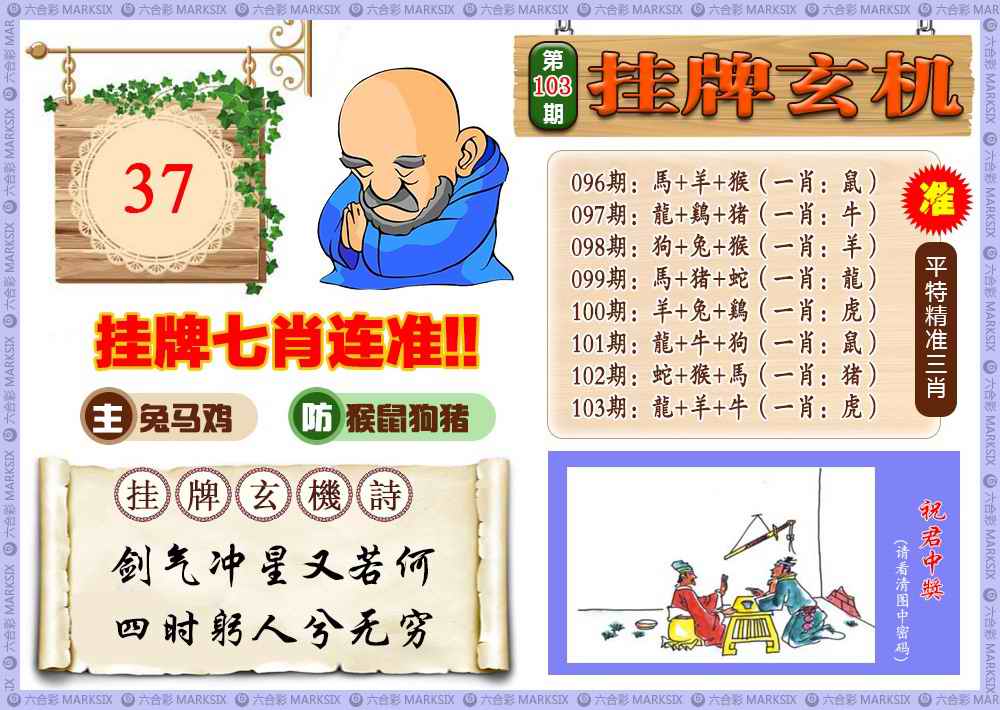 六合彩 MARKSIX
37
第103期
挂牌玄机
096期：馬+羊+猴（一肖：鼠）
097期：龍+鷄+猪（一肖：牛）
098期：狗+兔+猴（一肖：羊）
099期：馬+猪+蛇（一肖：龍）
100期：羊+兔+鷄（一肖：虎）
101期：龍+牛+狗（一肖：鼠）
102期：蛇+猴+馬（一肖：猪）
103期：龍+羊+牛（一肖：虎）
准
平特精准三肖
挂牌七肖连准!!
主 兔马鸡
防 猴鼠狗猪
挂牌玄機詩
剑气冲星又若何
四时躬人兮无穷
祝君中奬
(请看清图中密码)